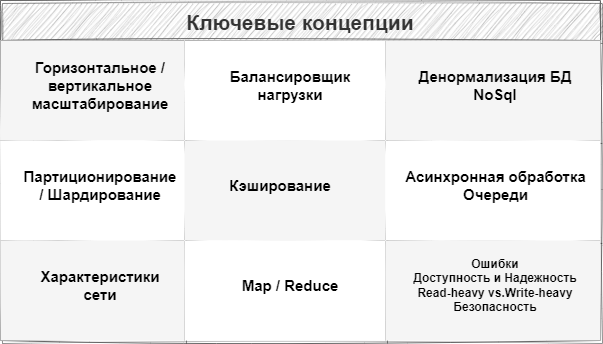 Ключевые концепции
Горизонтальное /
вертикальное
масштабирование
Балансировщик
нагрузки
Денормализация БД
NoSql
Партиционирование
/ Шардирование
Кэширование
Асинхронная обработка
Очереди
Характеристики
сети
Map / Reduce
Ошибки
Доступность и Надежность
Read-heavy vs.Write-heavy
Безопасность